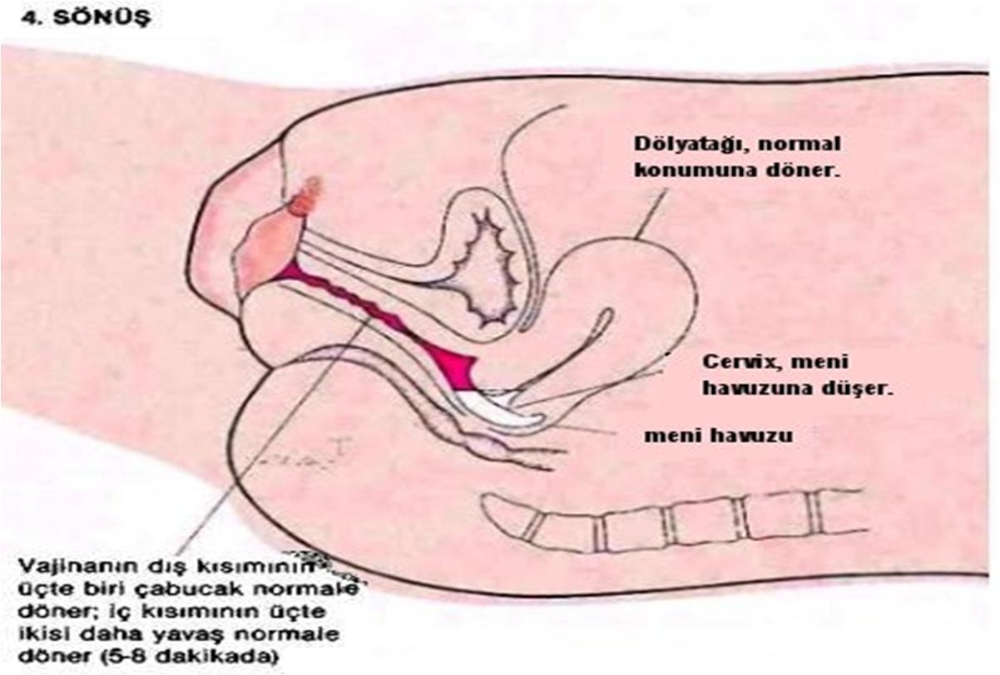 4. SÖNÜŞ
Dölyatağı, normal
konumuna döner.
Cervix, meni
havuzuna düşer.
meni havuzu
Vajinanın dış kısımının
üçte biri çabucak normale
döner; iç kısımının üçte
ikisi daha yavaş normale
döner (5-8 dakikada)